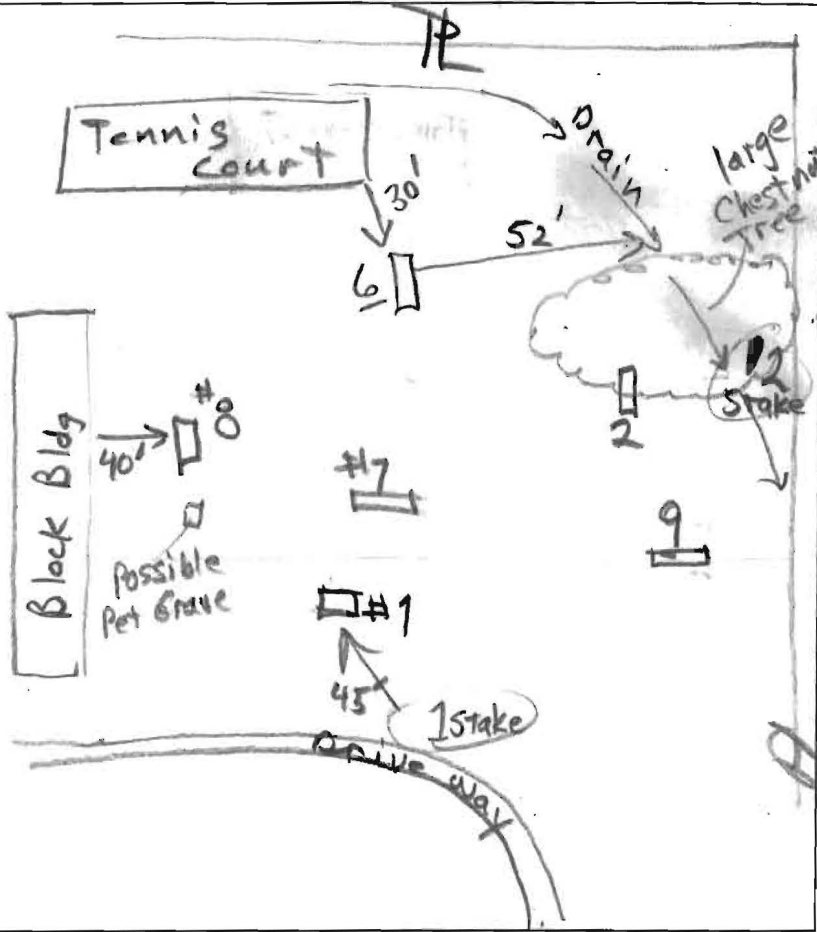 PL
Tennis
Court
Drain
large
Chestnut
Tree
30'
52'
6
2
Stake
2
#8
40'
Block Bldg
#7
9
Possible
Pet Grave
#1
45'
1 Stake
Drive way